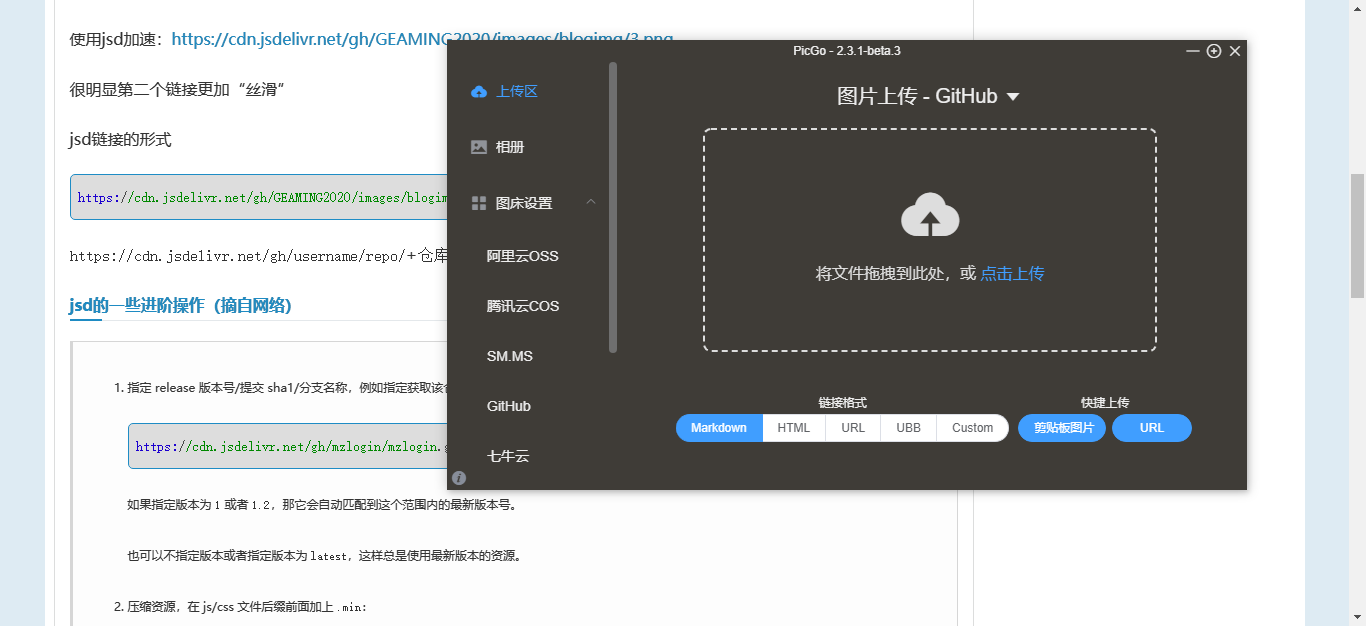 使用jsd加速：https://cdn.jsdelivr.net/gh/GEAMING2020/images/blogimg/3.png
很明显第二个链接更加“丝滑”
jsd链接的形式
https://cdn.jsdelivr.net/gh/GEAMING2020/images/blogim
https://cdn.jsdelivr.net/gh/username/repo/+仓库
jsd的一些进阶操作（摘自网络）
1. 指定 release 版本号/提交 sha1/分支名称，例如指定获取该
https://cdn.jsdelivr.net/gh/mzlogin/mzlogin.g
如果指定版本为 1 或者 1.2，那它会自动匹配到这个范围内的最新版本号。
也可以不指定版本或者指定版本为 latest，这样总是使用最新版本的资源。
2. 压缩资源，在 js/css 文件后缀前面加上 .min：
PicGo - 2.3.1-beta.3
上传区
相册
图床设置
阿里云OSS
腾讯云COS
SM.MS
GitHub
七牛云
图片上传 - GitHub
将文件拖拽到此处，或 点击上传
链接格式
Markdown HTML URL UBB Custom
快捷上传
剪贴板图片 URL